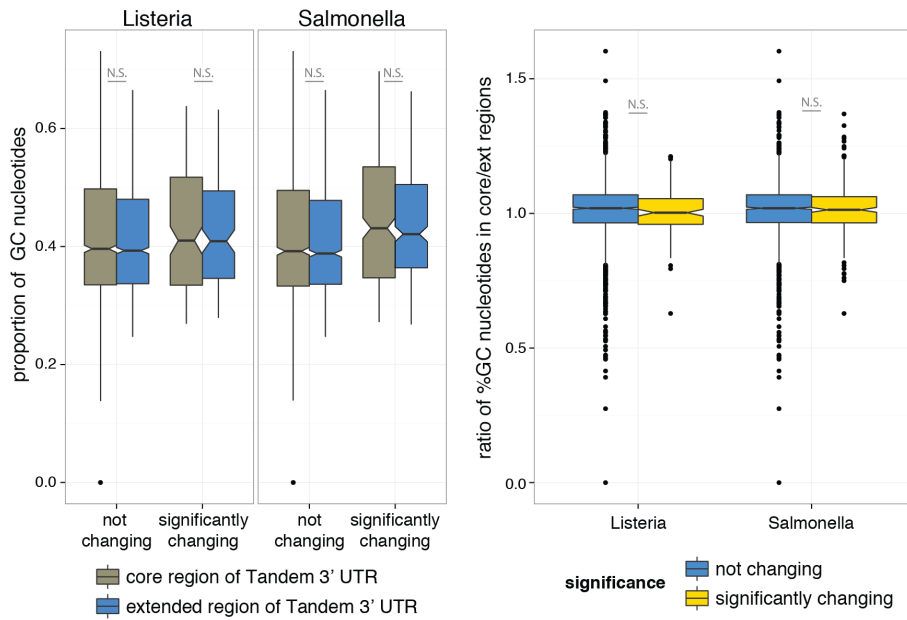 Listeria
Salmonella
proportion of GC nucleotides
0.6
0.4
0.2
0.0
N.S.
N.S.
N.S.
N.S.
not changing
significantly changing
not changing
significantly changing
core region of Tandem 3' UTR
extended region of Tandem 3' UTR
ratio of %GC nucleotides in core/ext regions
1.5
1.0
0.5
0.0
N.S.
N.S.
Listeria
Salmonella
significance
not changing
significantly changing